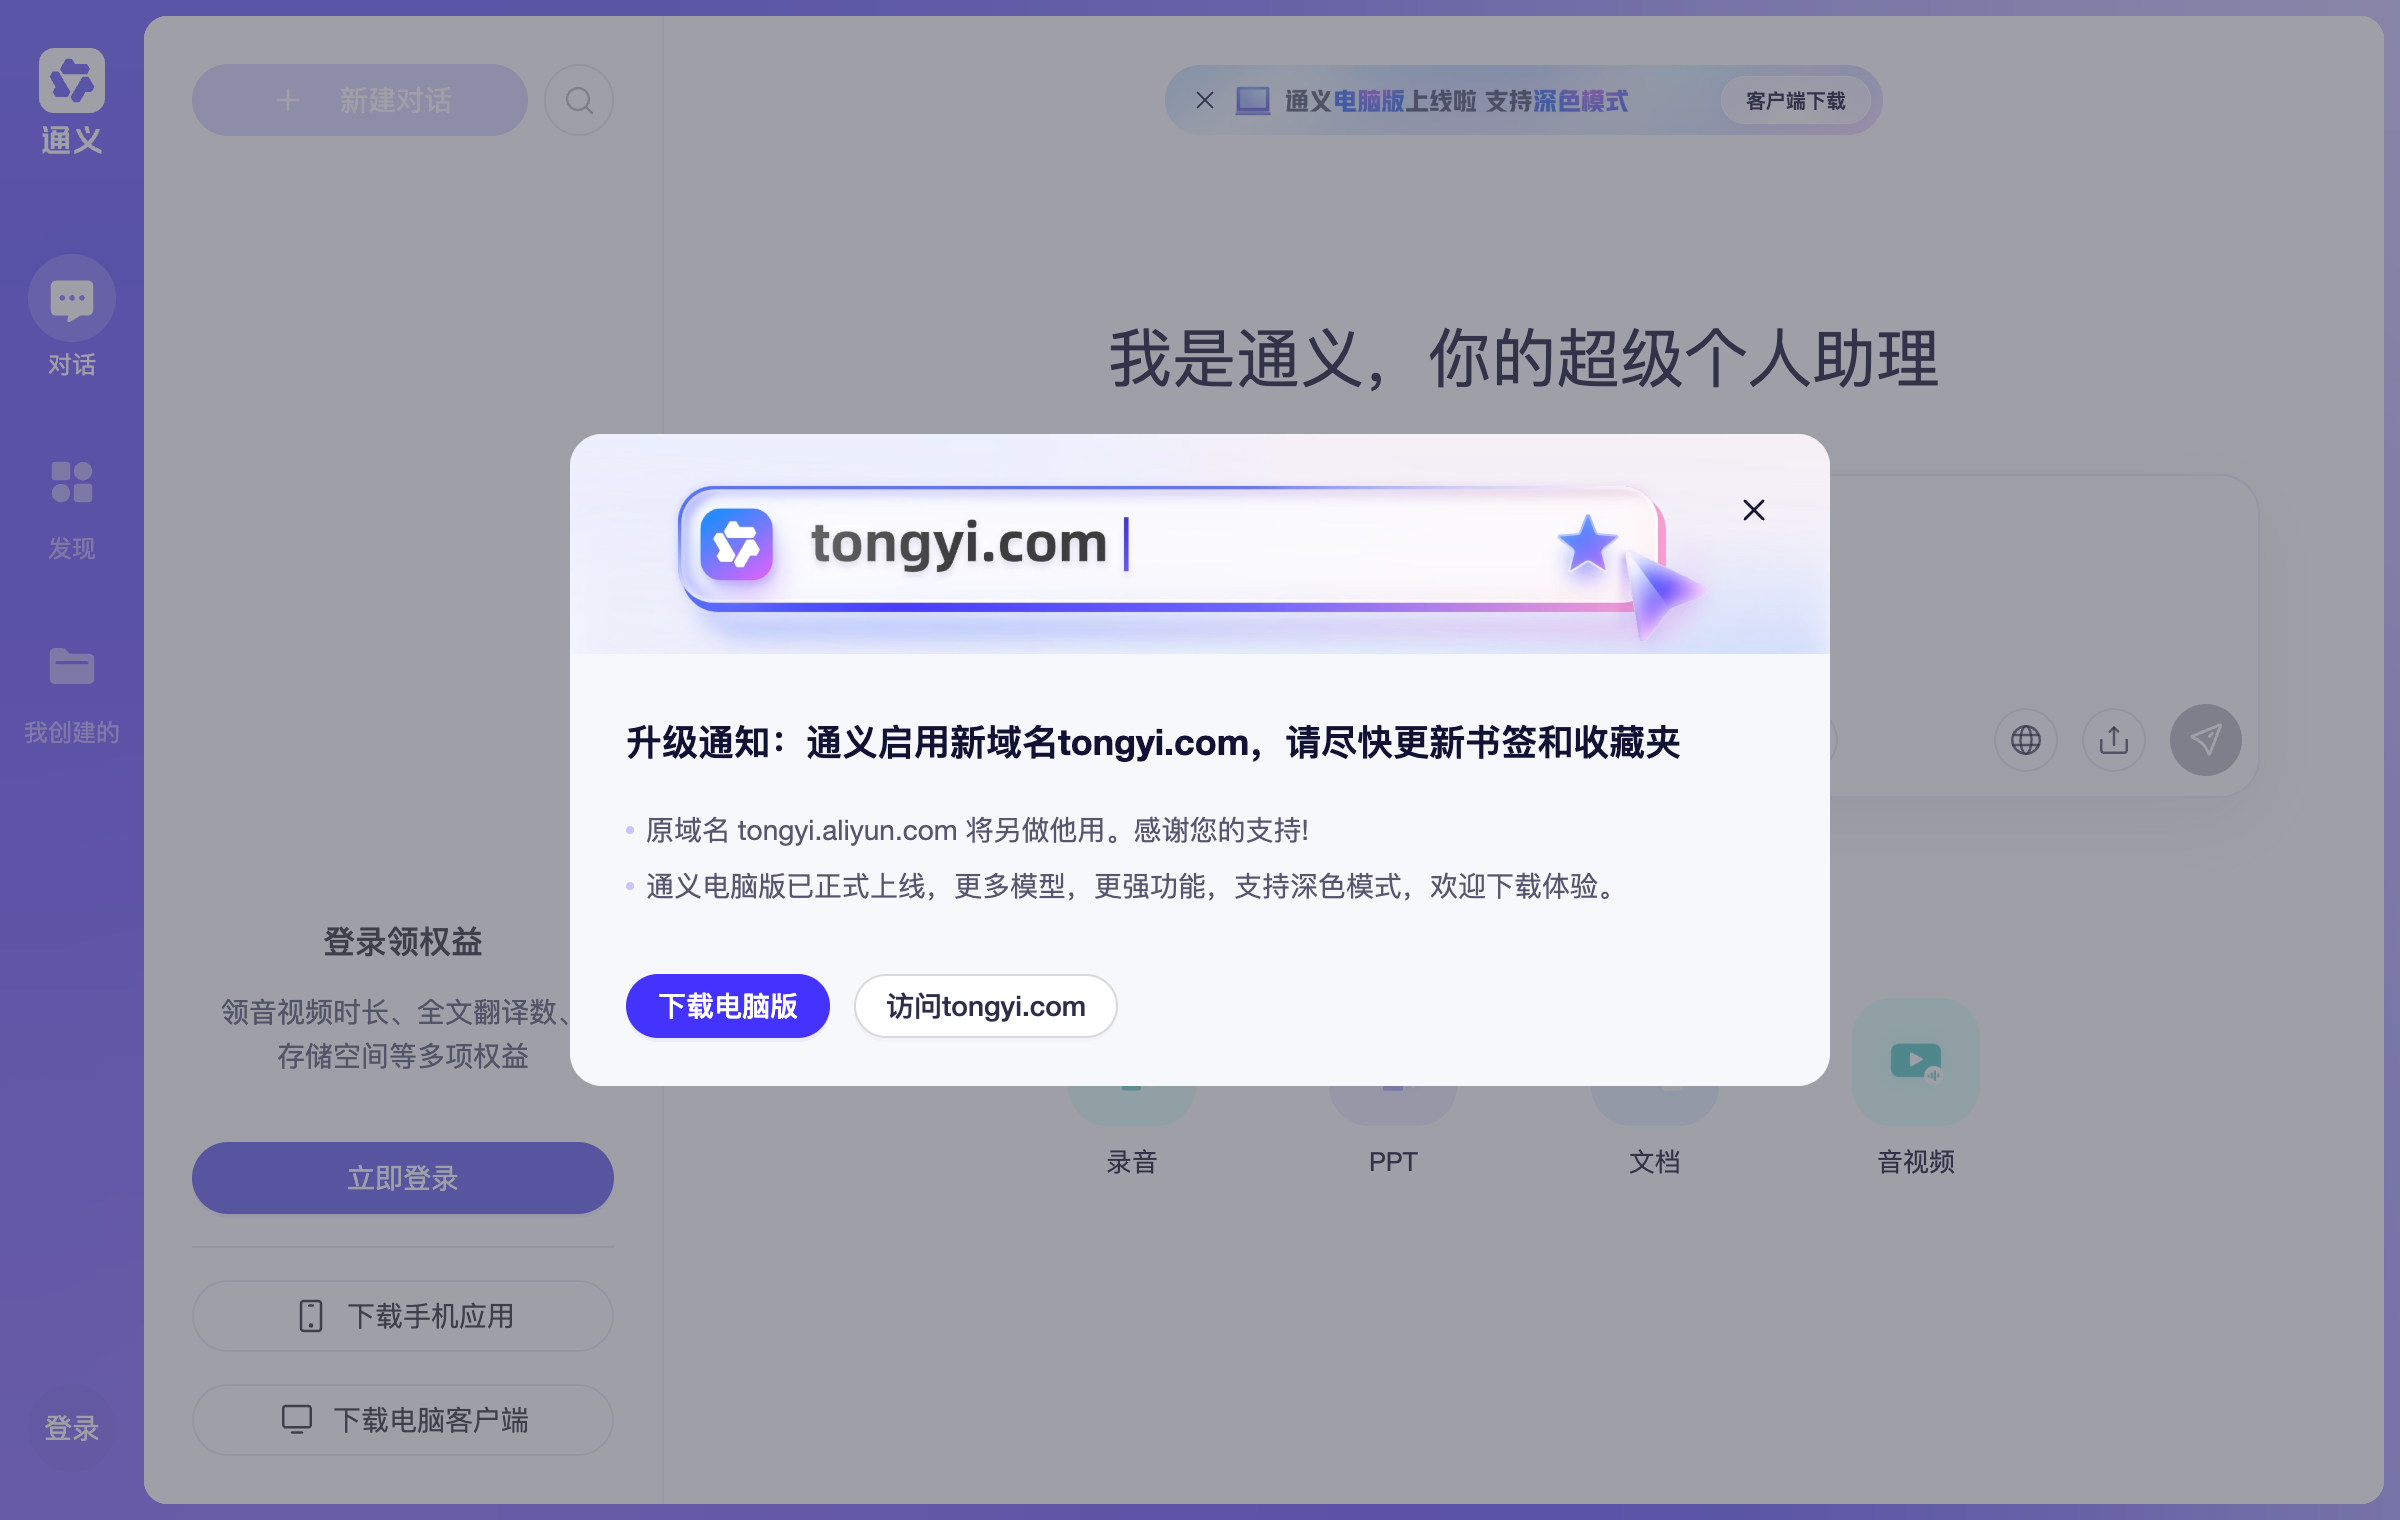 通义
对话
发现
我创建的
登录
新建对话
登录领权益
领音视频时长、全文翻译数、
存储空间等多项权益
立即登录
下载手机应用
下载电脑客户端
通义电脑版上线啦 支持深色模式
客户端下载
我是通义，你的超级个人助理
tongyi.com
升级通知：通义启用新域名tongyi.com，请尽快更新书签和收藏夹
原域名 tongyi.aliyun.com 将另做他用。感谢您的支持!
通义电脑版已正式上线，更多模型，更强功能，支持深色模式，欢迎下载体验。
下载电脑版
访问tongyi.com
录音
PPT
文档
音视频